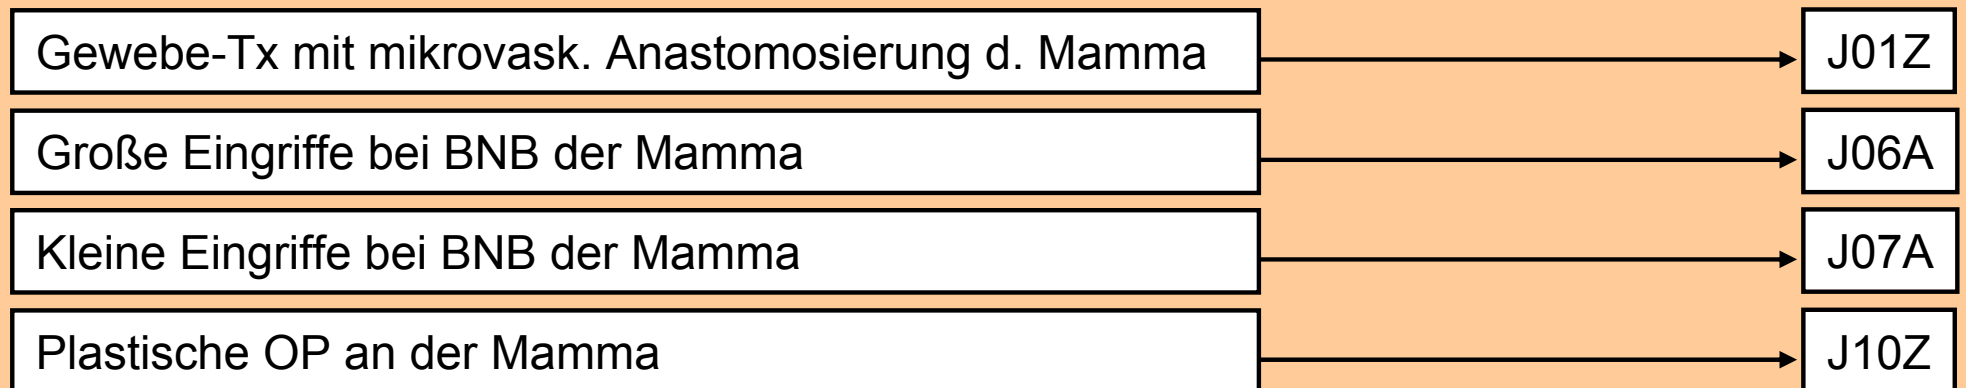 Gewebe-Tx mit mikrovask. Anastomosierung d. Mamma J01Z
Große Eingriffe bei BNB der Mamma J06A
Kleine Eingriffe bei BNB der Mamma J07A
Plastische OP an der Mamma J10Z